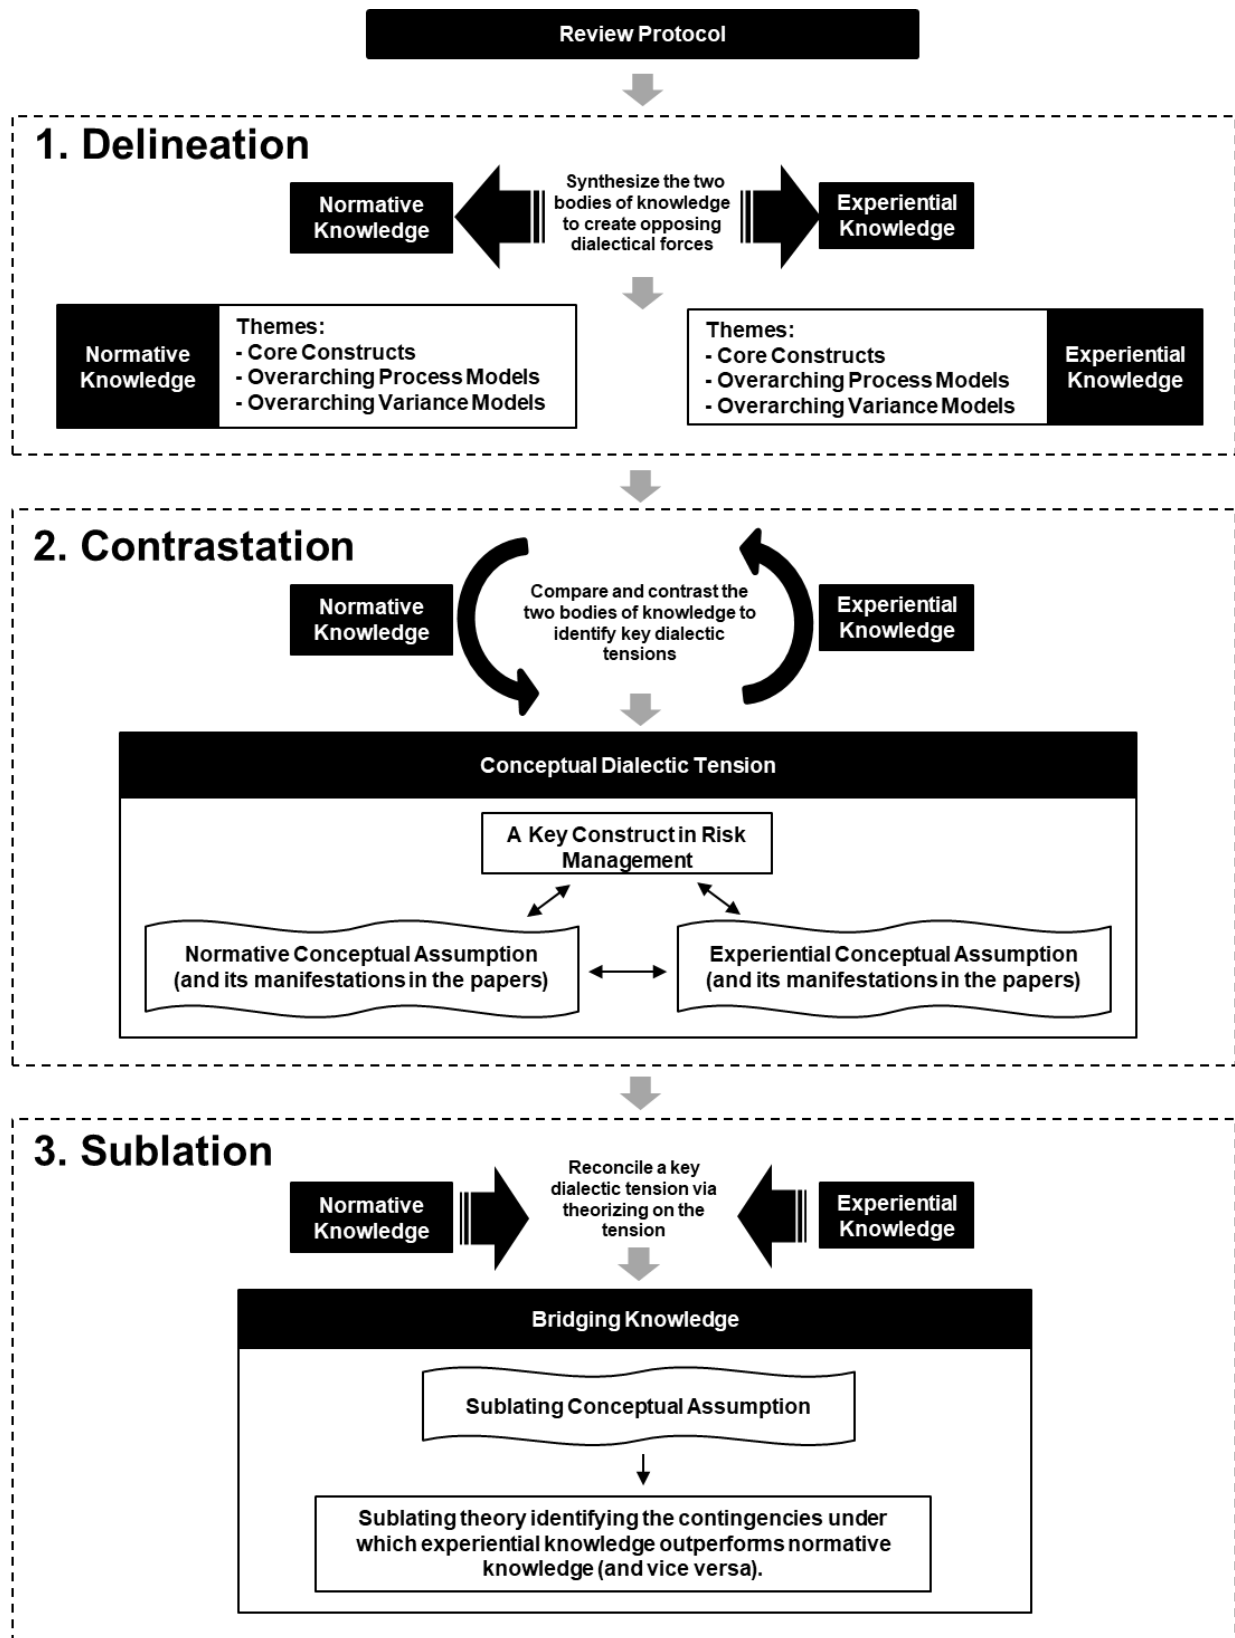 Review Protocol
1. Delineation
Normative
Knowledge
Synthesize the two
bodies of knowledge
to create opposing
dialectical forces
Experiential
Knowledge
Normative
Knowledge
Themes:
- Core Constructs
- Overarching Process Models
- Overarching Variance Models
Themes:
- Core Constructs
- Overarching Process Models
- Overarching Variance Models
Experiential
Knowledge
2. Contrastation
Normative
Knowledge
Compare and contrast the
two bodies of knowledge to
identify key dialectic
tensions
Experiential
Knowledge
Conceptual Dialectic Tension
A Key Construct in Risk
Management
Normative Conceptual Assumption
(and its manifestations in the papers)
Experiential Conceptual Assumption
(and its manifestations in the papers)
3. Sublation
Normative
Knowledge
Reconcile a key
dialectic tension via
theorizing on the
tension
Experiential
Knowledge
Bridging Knowledge
Sublating Conceptual Assumption
Sublating theory identifying the contingencies under
which experiential knowledge outperforms normative
knowledge (and vice versa).